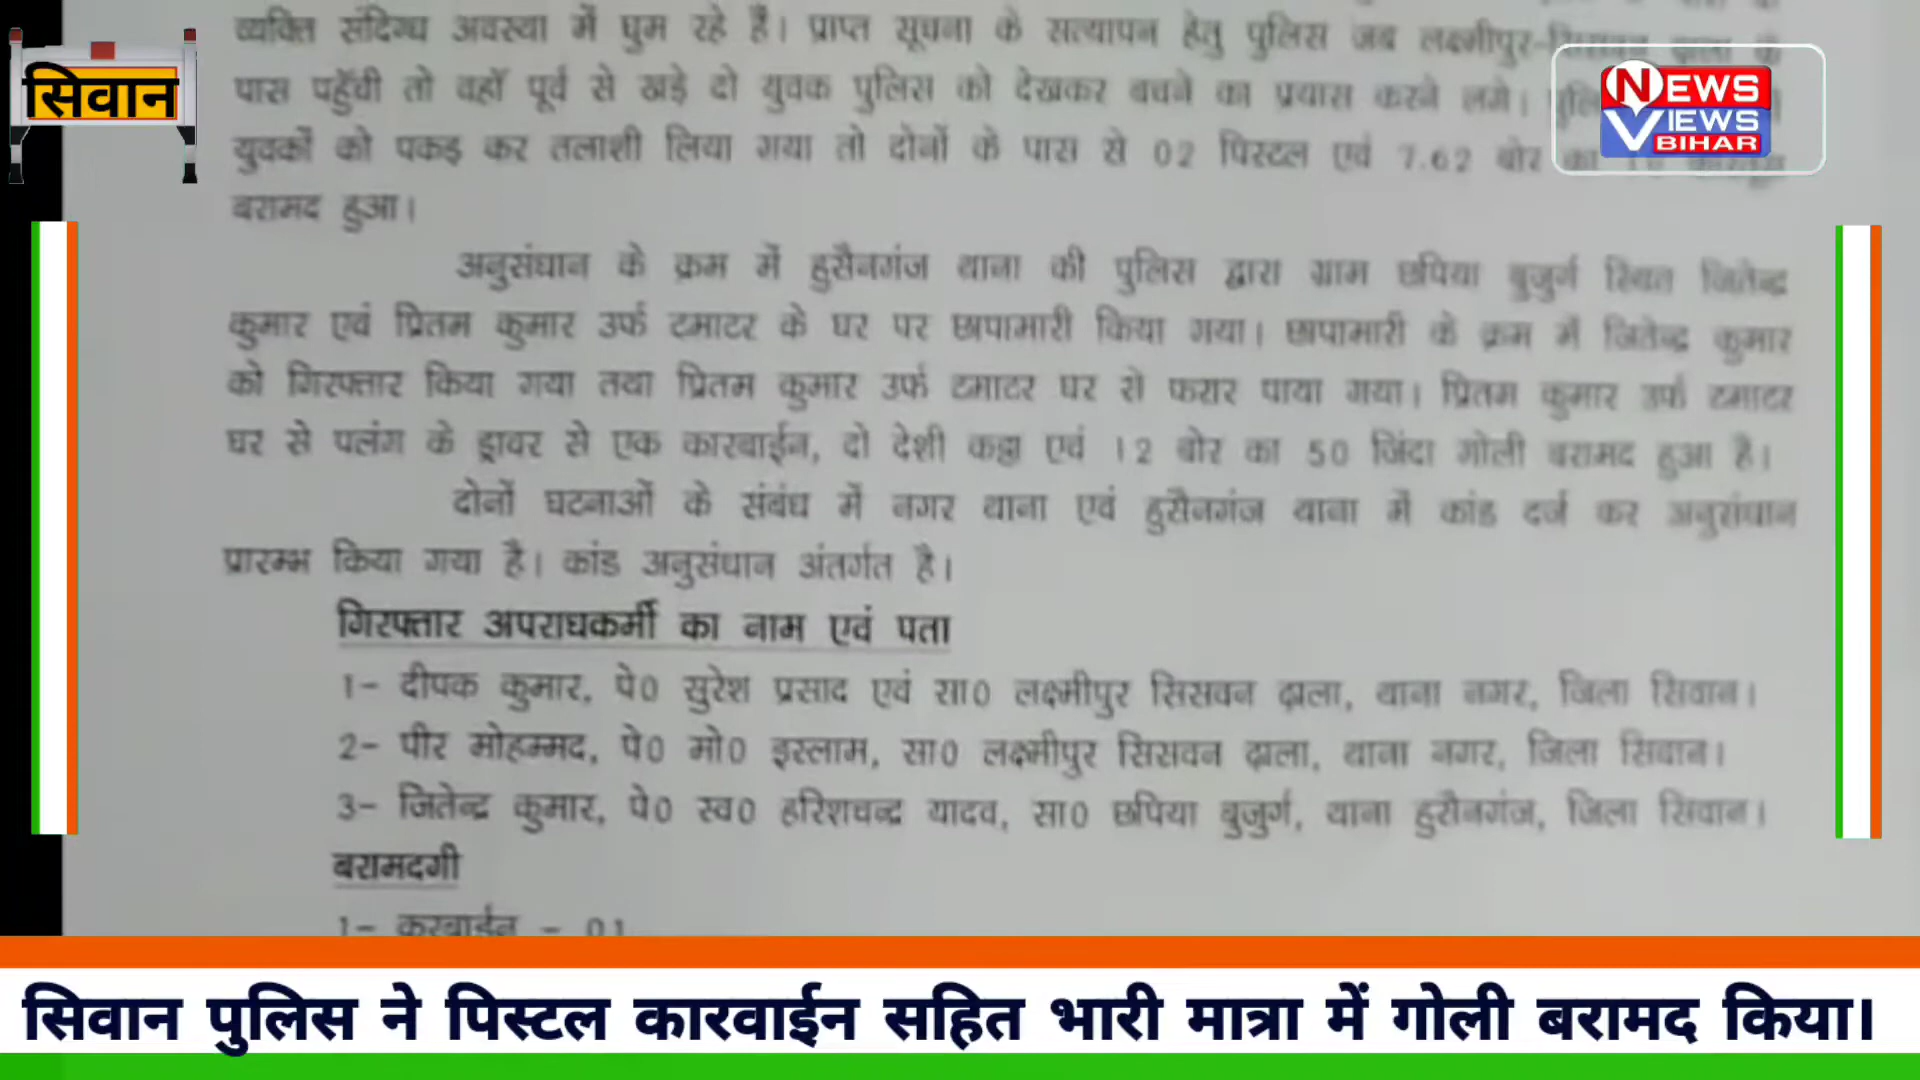 व्यक्ति संदिग्ध अवस्था में घुम रहे है। प्राप्त सूचना के सत्यापन हेतु पुलिस जब लक्ष्मीपुर-सिसवन ढाला के
सिवान
पास पहुँची तो वहाँ पूर्व से खड़े दो युवक पुलिस को देखकर बचने का प्रयास करने लगे।
NEWS
VIEWS
BIHAR
युवकों को पकड़ कर तलाशी लिया गया तो दोनों के पास से 02 पिस्टल एवं 7.62 बोर का
बरामद हुआ।
अनुसंधान के क्रम में हुसैनगंज थाना की पुलिस द्वारा ग्राम छपिया बुजुर्ग स्थित जितेन्द्र
कुमार एवं प्रितम कुमार उर्फ टमाटर के घर पर छापामारी किया गया। छापामारी के क्रम में जितेन्द्र कुमार
को गिरफ्तार किया गया तथा प्रितम कुमार उर्फ टमाटर घर से फरार पाया गया। प्रितम कुमार उर्फ टमाटर
घर से पलंग के ड्रावर से एक कारबाईन, दो देशी कट्टा एवं 12 बोर का 50 जिंदा गोली बरामद हुआ है।
दोनों घटनाओं के संबंध में नगर थाना एवं हुसैनगंज थाना में कांड दर्ज कर अनुसंधान
प्रारम्भ किया गया है। कांड अनुसंधान अंतर्गत है।
गिरफ्तार अपराधकर्मी का नाम एवं पता
1- दीपक कुमार, पे0 सुरेश प्रसाद एवं सा0 लक्ष्मीपुर सिसवन ढ़ाला, थाना नगर, जिला सिवान।
2- पीर मोहम्मद, पे0 मो0 इस्लाम, सा0 लक्ष्मीपुर सिसवन ढ़ाला, थाना नगर, जिला सिवान।
3- जितेन्द्र कुमार, पे0 स्व0 हरिशचन्द्र यादव, सा0 छपिया बुजुर्ग, थाना हुसैनगंज, जिला सिवान।
बरामदगी
1- करबाईन - 01
सिवान पुलिस ने पिस्टल कारवाईन सहित भारी मात्रा में गोली बरामद किया।